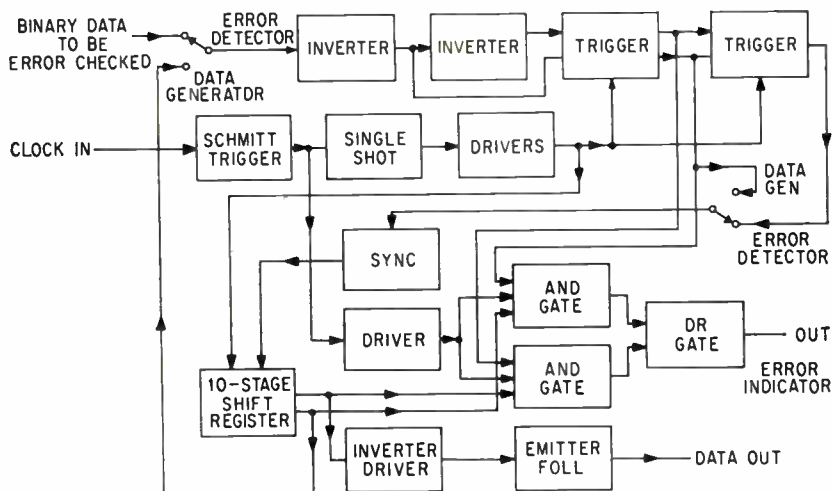 BINARY DATA
TO BE
ERROR CHECKED
ERROR
DETECTOR
DATA
GENERATDR
INVERTER
INVERTER
TRIGGER
TRIGGER
CLOCK IN
SCHMITT
TRIGGER
SINGLE
SHOT
DRIVERS
DATA
GEN
ERROR
DETECTOR
SYNC
DRIVER
AND
GATE
AND
GATE
DR
GATE
OUT
ERROR
INDICATOR
10-STAGE
SHIFT
REGISTER
INVERTER
DRIVER
EMITTER
FOLL
DATA OUT